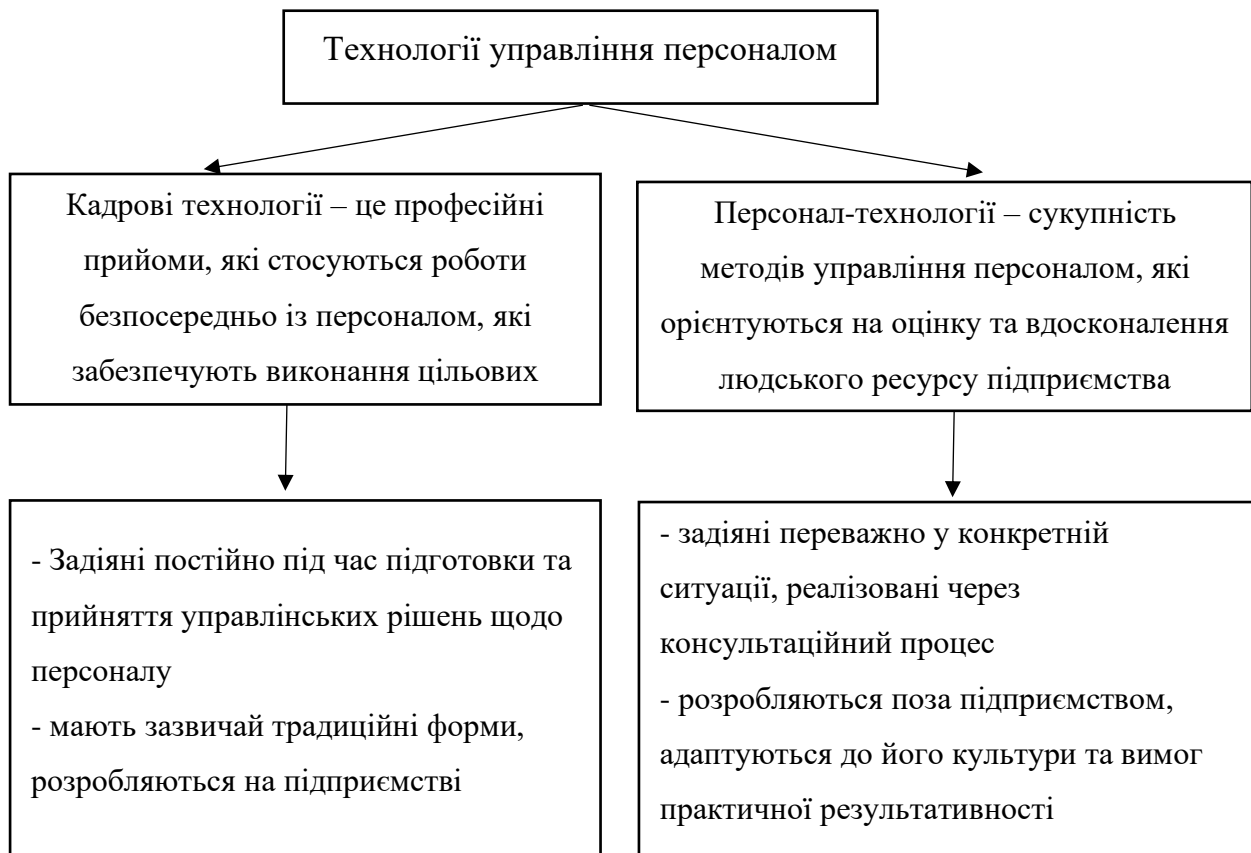 Технології управління персоналом
Кадрові технології – це професійні
прийоми, які стосуються роботи
безпосередньо із персоналом, які
забезпечують виконання цільових
Персонал-технології – сукупність
методів управління персоналом, які
орієнтуються на оцінку та вдосконалення
людського ресурсу підприємства
- Задіяні постійно під час підготовки та
прийняття управлінських рішень щодо
персоналу
- мають зазвичай традиційні форми,
розробляються на підприємстві
- задіяні переважно у конкретній
ситуації, реалізовані через
консультаційний процес
- розробляються поза підприємством,
адаптуються до його культури та вимог
практичної результативності